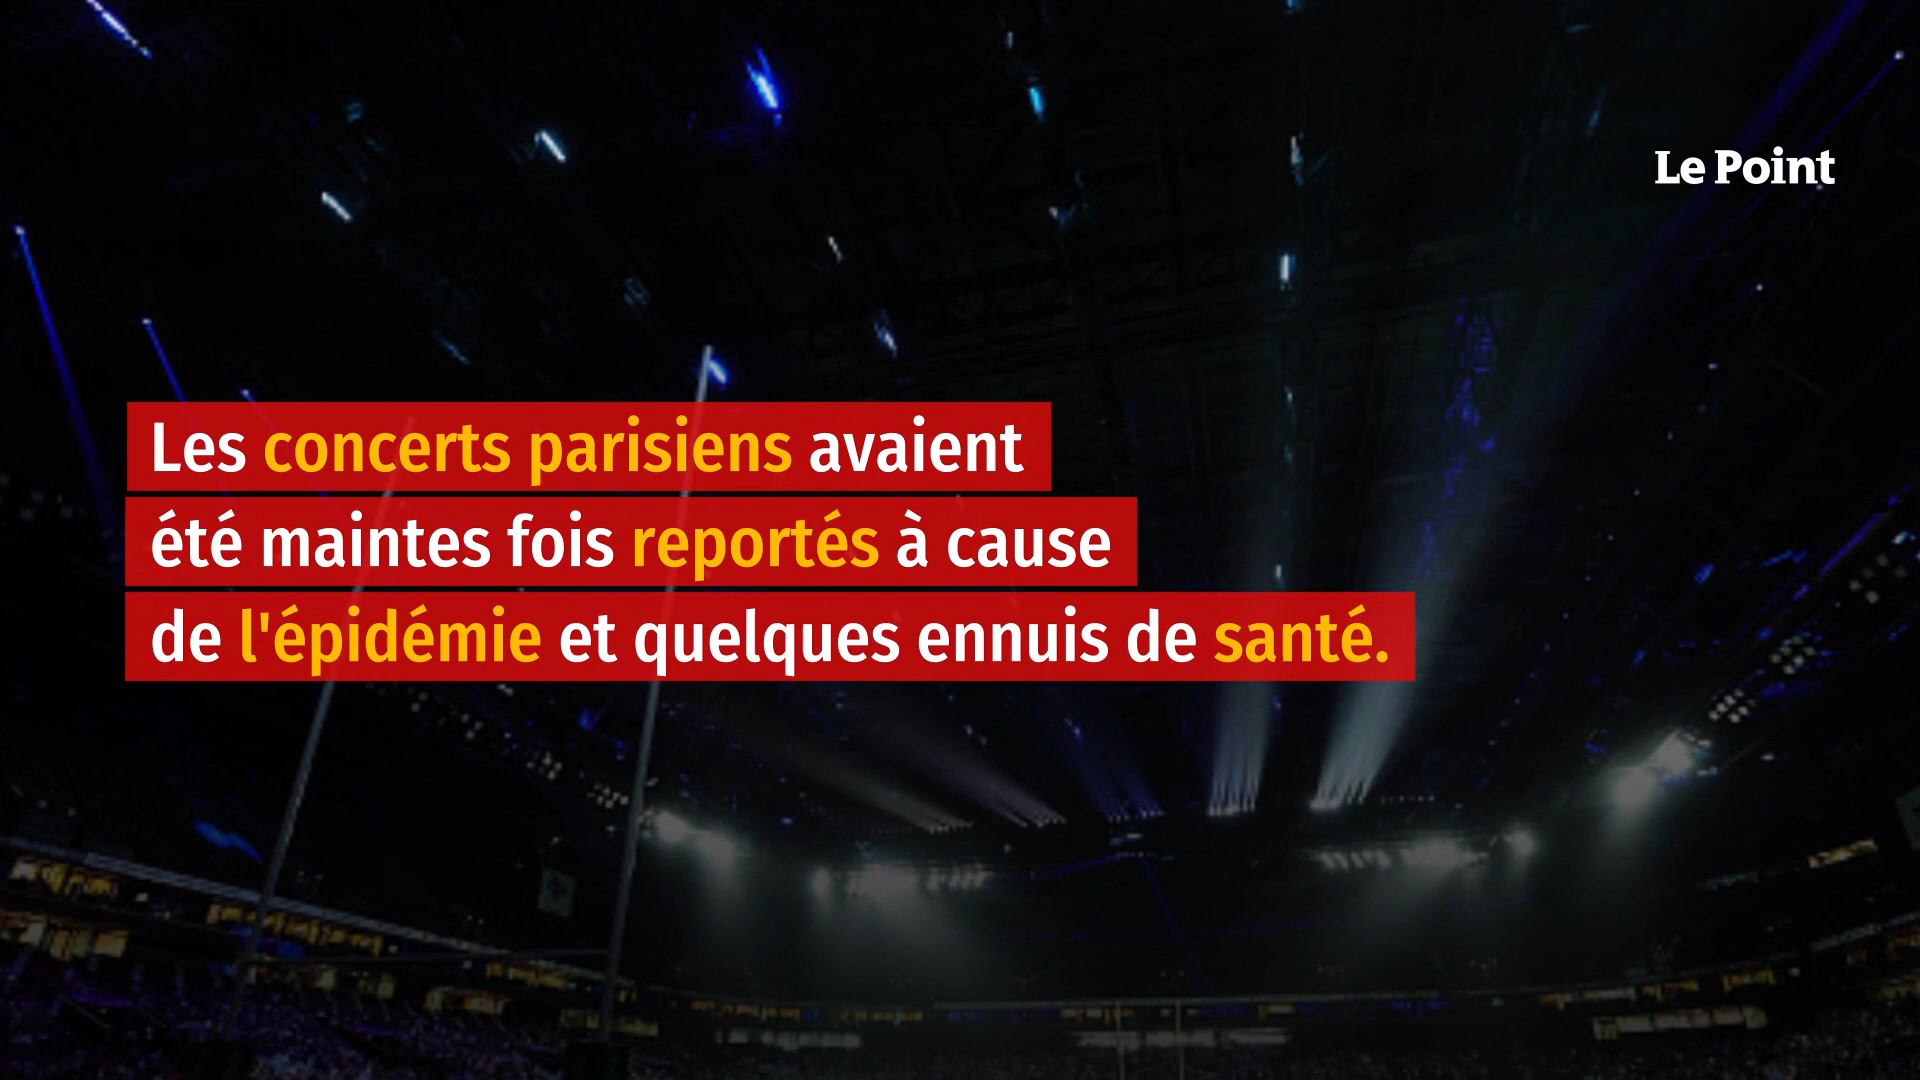 Le Point
Les concerts parisiens avaient
été maintes fois reportés à cause
de l'épidémie et quelques ennuis de santé.